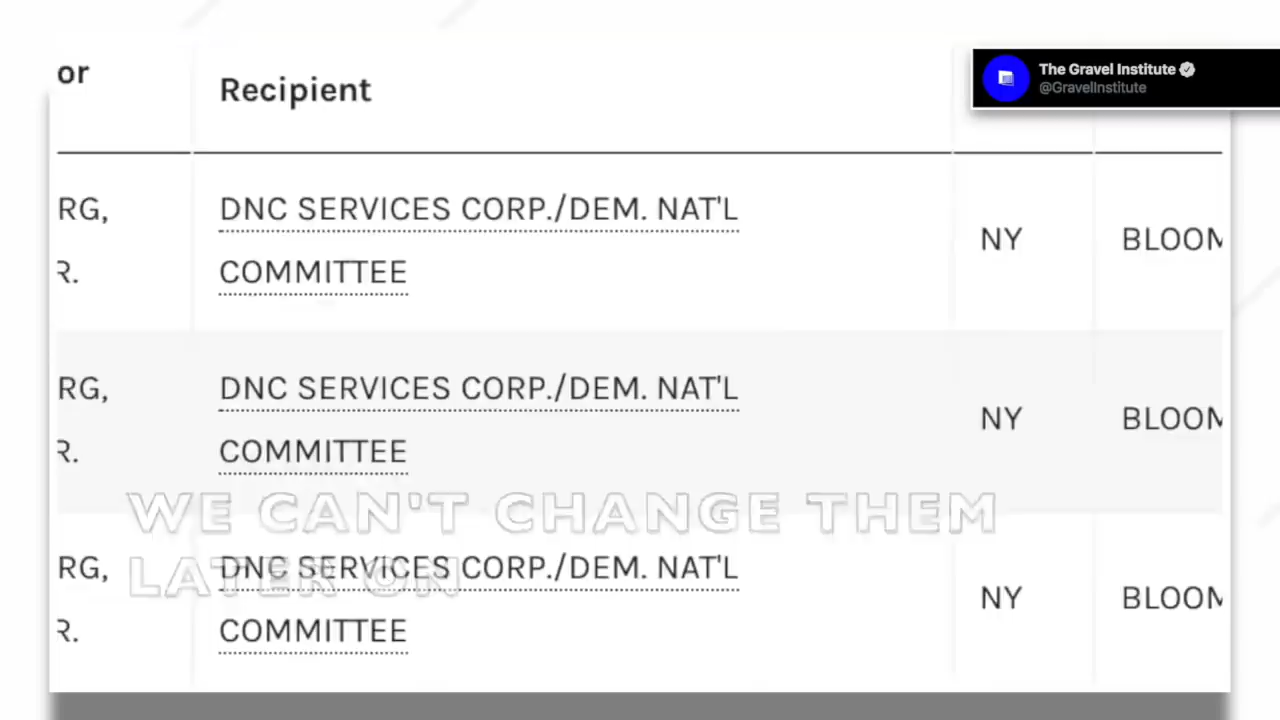 or
Recipient
The Gravel Institute
@GravelInstitute
RG,
DNC SERVICES CORP./DEM. NAT'L
R.
COMMITTEE
NY
BLOOM
RG,
DNC SERVICES CORP./DEM. NAT'L
R.
COMMITTEE
NY
BLOOM
WE CAN'T CHANGE THEM
LATER ON
RG,
DNC SERVICES CORP./DEM. NAT'L
R.
COMMITTEE
NY
BLOOM